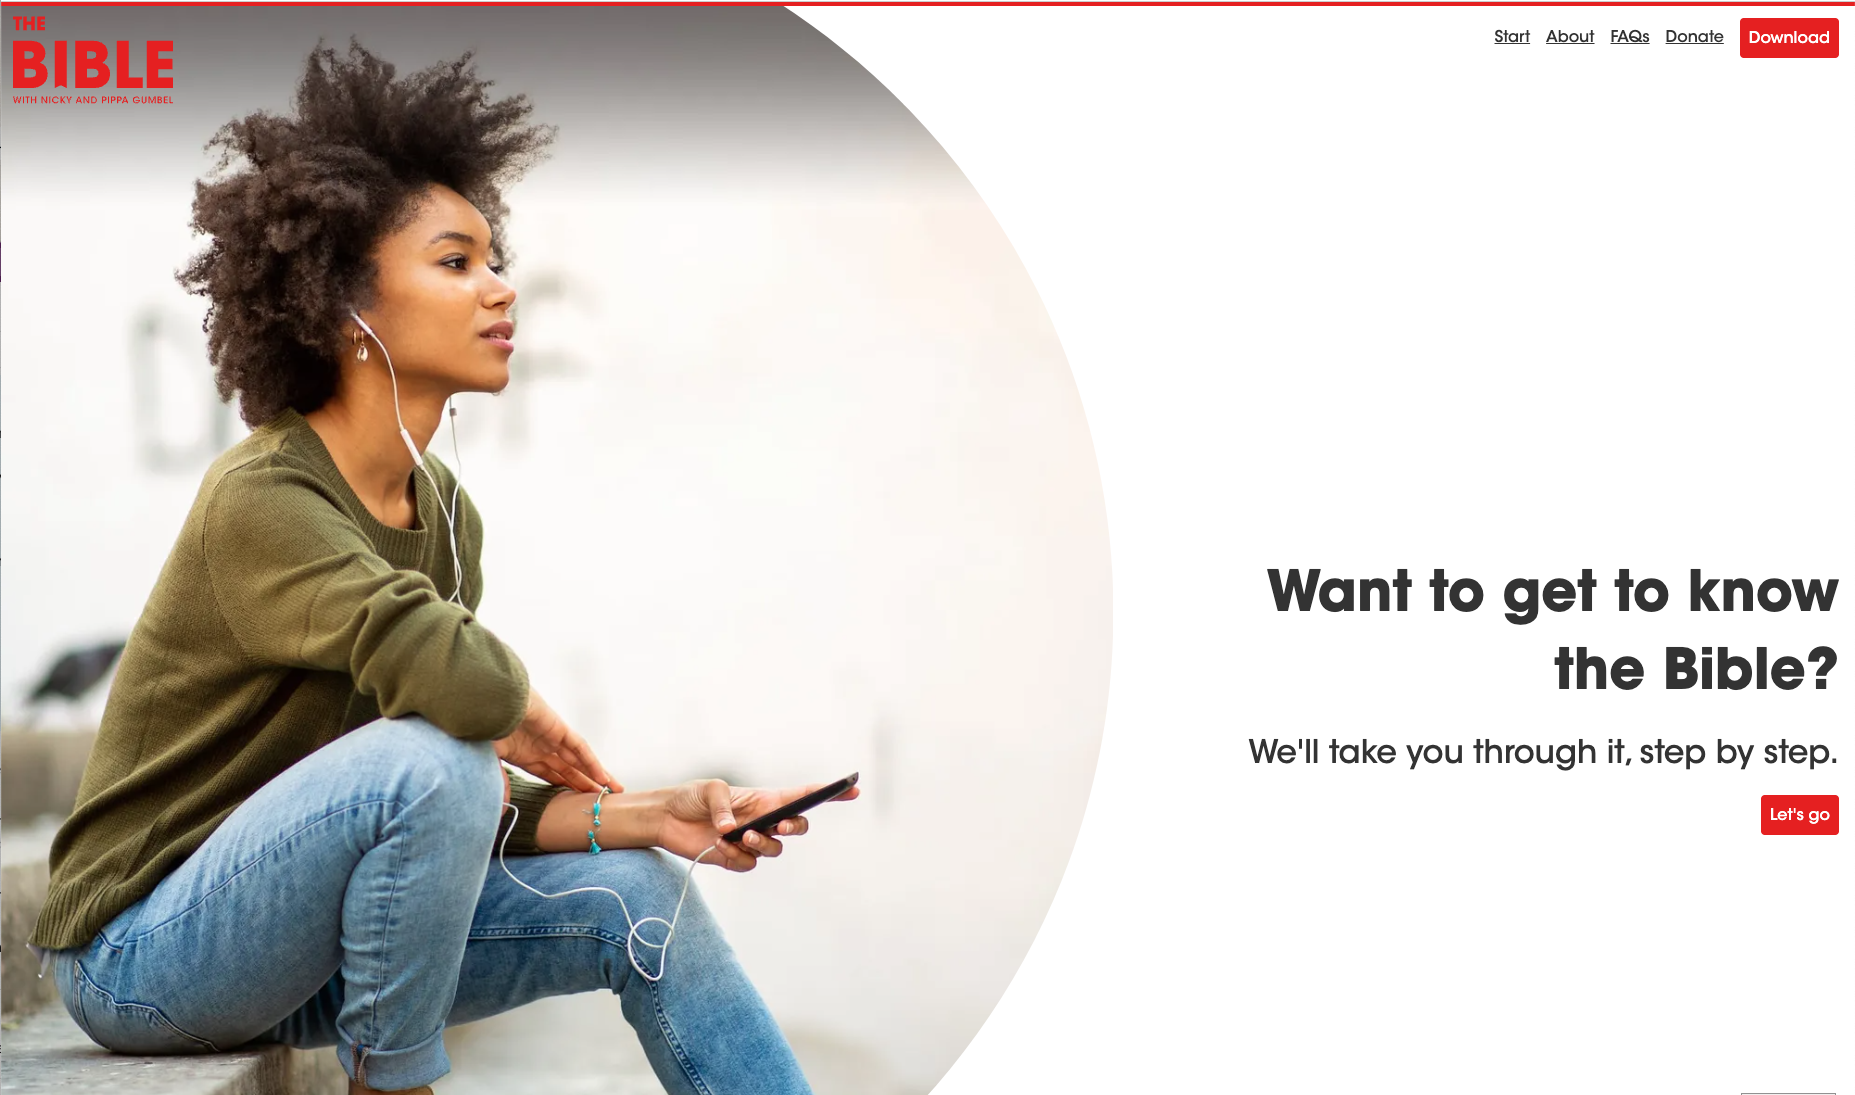 THE
BIBLE
WITH NICKY AND PIPPA GUMBEL
Start About FAQs Donate Download
Want to get to know
the Bible?
We'll take you through it, step by step.
Let's go